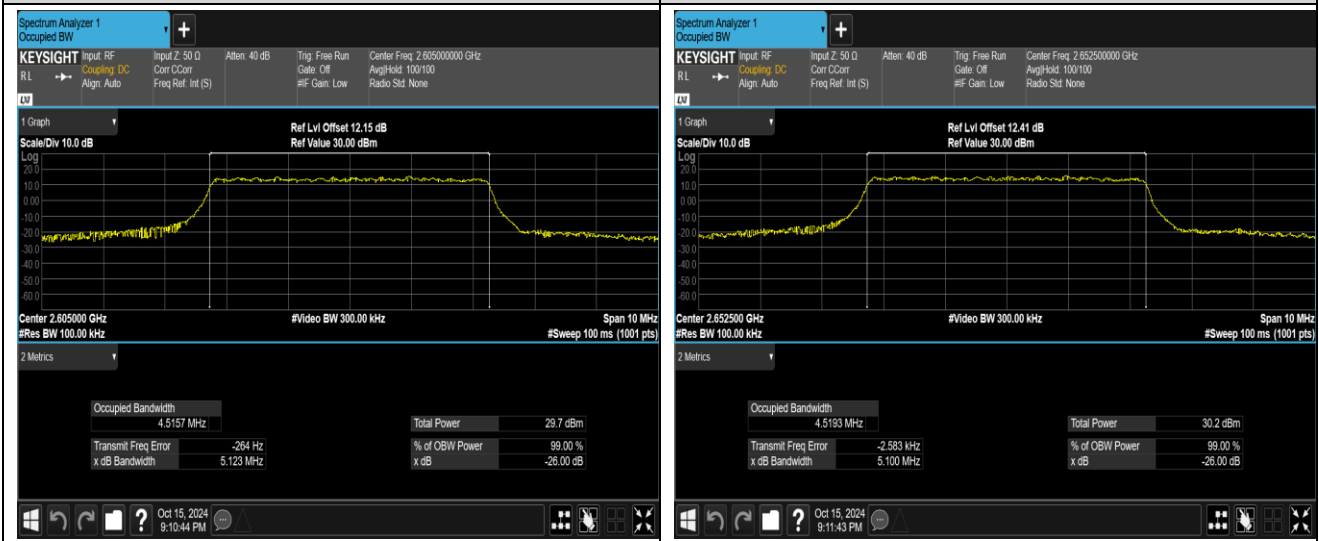 Spectrum Analyzer 1
Occupied BW
+
KEYSIGHT Input: RF Input Z: 50 Ω Atten: 40 dB Trig: Free Run Center Freq: 2.605000000 GHz
RL Coupling: DC Corr CCorr Gate: Off Avg|Hold: 100/100
Align: Auto Freq Ref: Int (S) #IF Gain: Low Radio Std: None
LXI
1 Graph
Ref Lvl Offset 12.15 dB
Scale/Div 10.0 dB Ref Value 30.00 dBm
Log
20.0
10.0
0.00
-10.0
-20.0
-30.0
-40.0
-50.0
-60.0
Center 2.605000 GHz #Video BW 300.00 kHz Span 10 MHz
#Res BW 100.00 kHz #Sweep 100 ms (1001 pts)
2 Metrics
Occupied Bandwidth
4.5157 MHz Total Power 29.7 dBm
Transmit Freq Error -264 Hz % of OBW Power 99.00 %
x dB Bandwidth 5.123 MHz x dB -26.00 dB
? Oct 15, 2024
9:10:44 PM
Spectrum Analyzer 1
Occupied BW
+
KEYSIGHT Input: RF Input Z: 50 Ω Atten: 40 dB Trig: Free Run Center Freq: 2.652500000 GHz
RL Coupling: DC Corr CCorr Gate: Off Avg|Hold: 100/100
Align: Auto Freq Ref: Int (S) #IF Gain: Low Radio Std: None
LXI
1 Graph
Ref Lvl Offset 12.41 dB
Scale/Div 10.0 dB Ref Value 30.00 dBm
Log
20.0
10.0
0.00
-10.0
-20.0
-30.0
-40.0
-50.0
-60.0
Center 2.652500 GHz #Video BW 300.00 kHz Span 10 MHz
#Res BW 100.00 kHz #Sweep 100 ms (1001 pts)
2 Metrics
Occupied Bandwidth
4.5193 MHz Total Power 30.2 dBm
Transmit Freq Error -2.583 kHz % of OBW Power 99.00 %
x dB Bandwidth 5.100 MHz x dB -26.00 dB
? Oct 15, 2024
9:11:43 PM